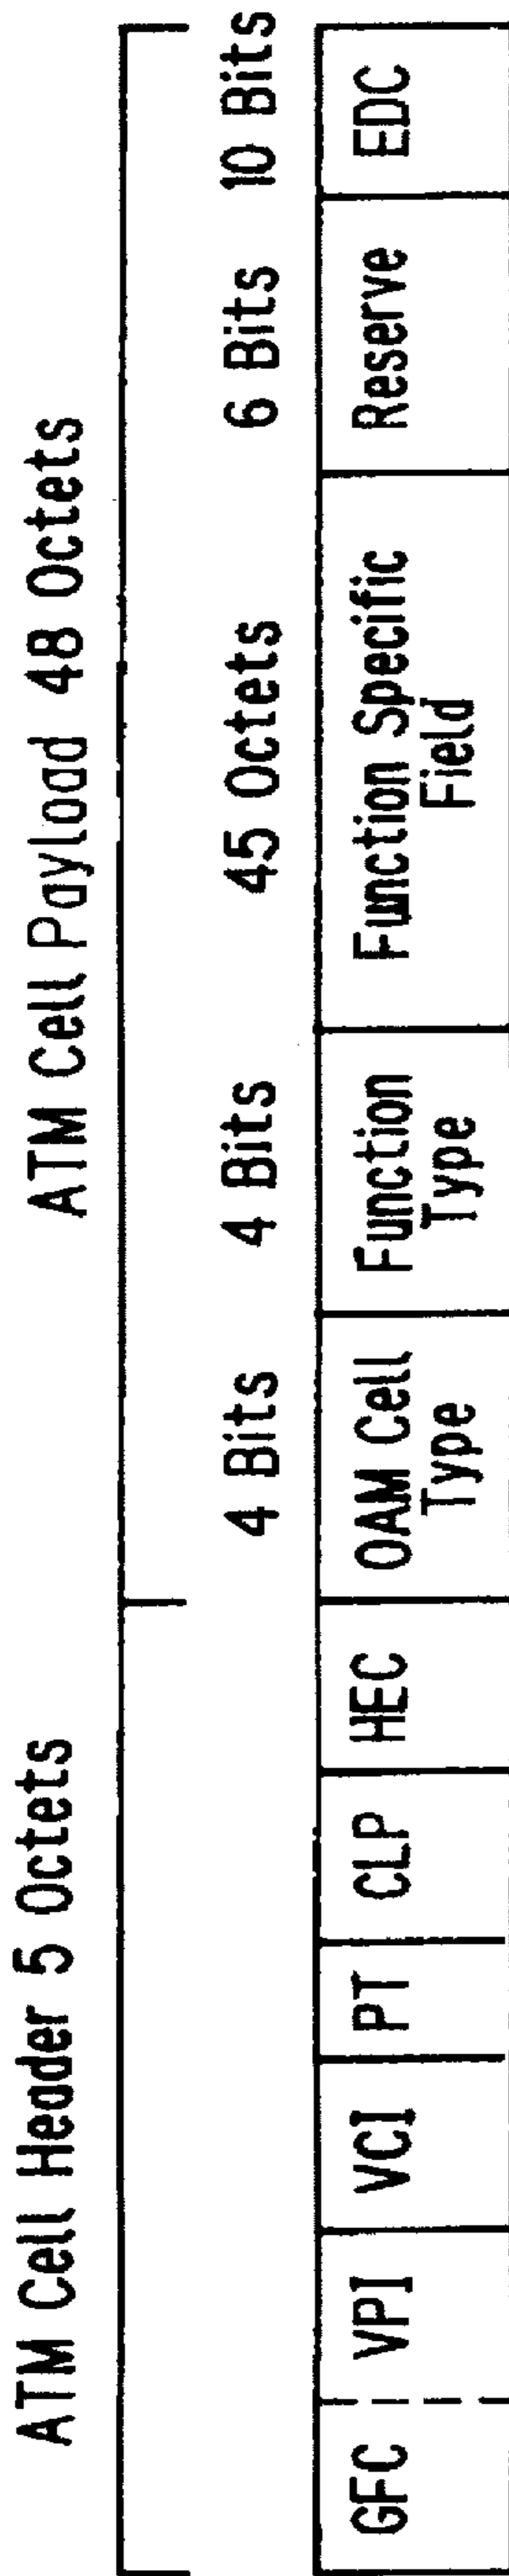 ATM Cell Header 5 Octets
ATM Cell Payload 48 Octets
4 Bits
4 Bits
45 Octets
6 Bits
10 Bits
GFC
VPI
VCI
PT
CLP
HEC
OAM Cell
Type
Function
Type
Function Specific
Field
Reserve
EDC